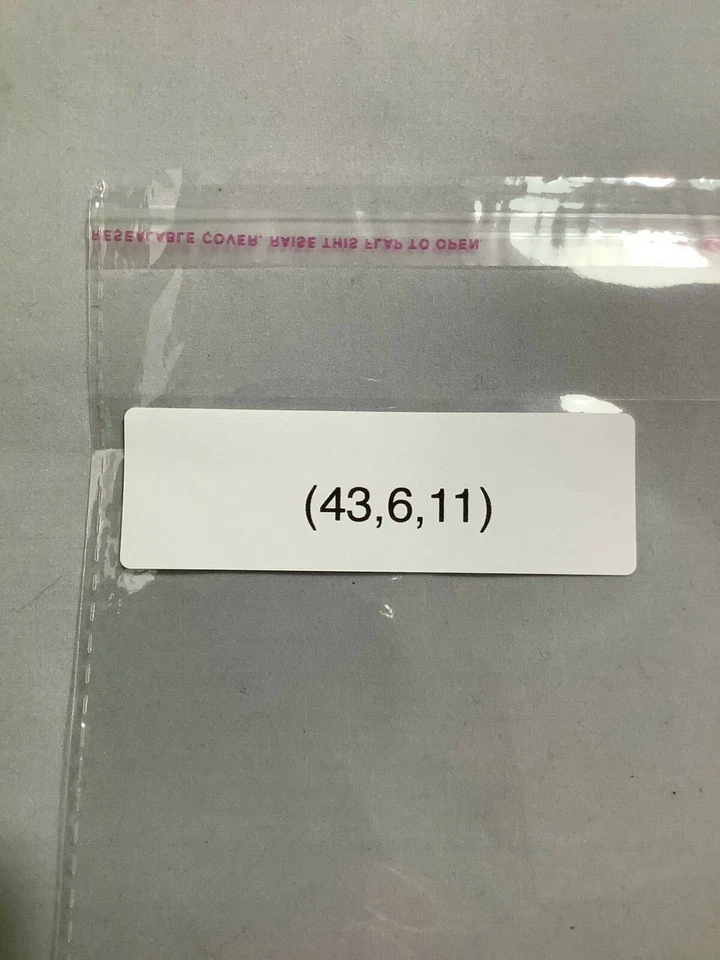 RESEALABLE COVER. RAISE THIS FLAP TO OPEN.
(43,6,11)